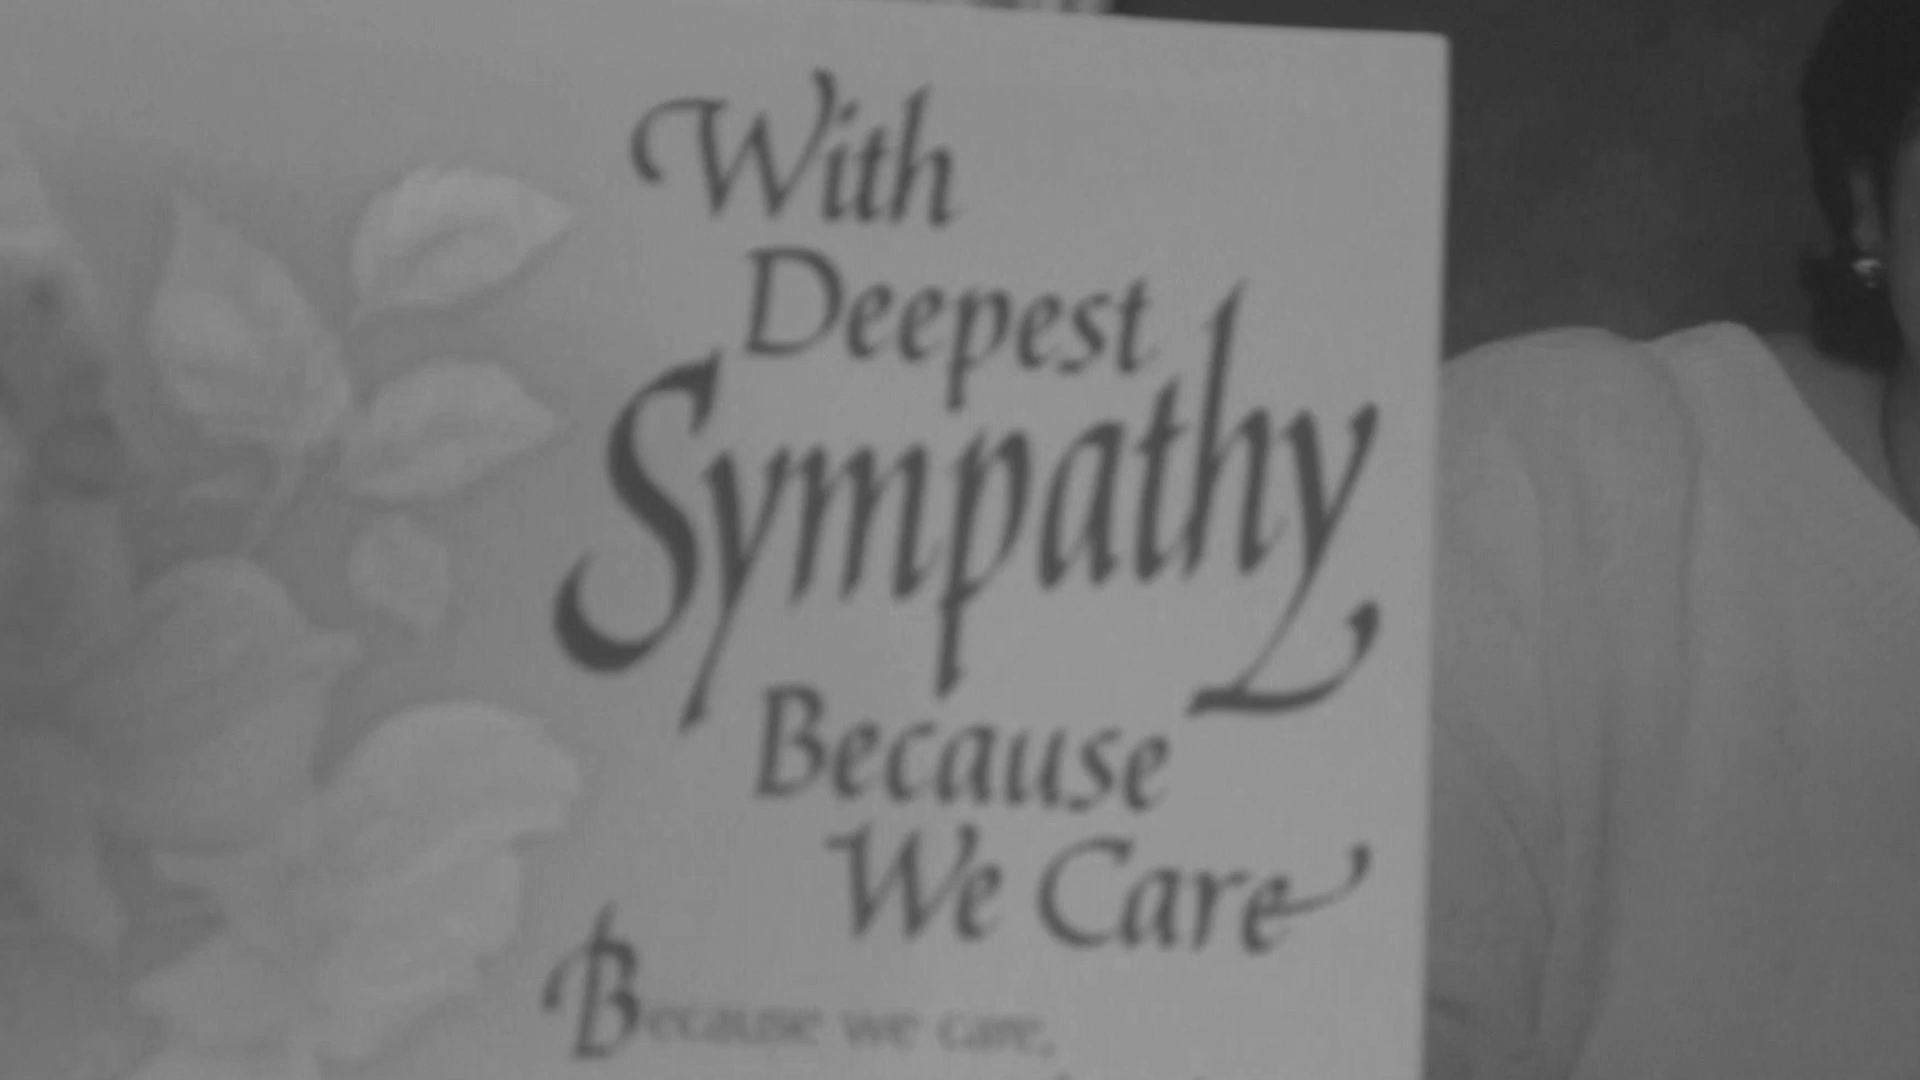 With
Deepest
Sympathy
Because
We Care
Because we care,